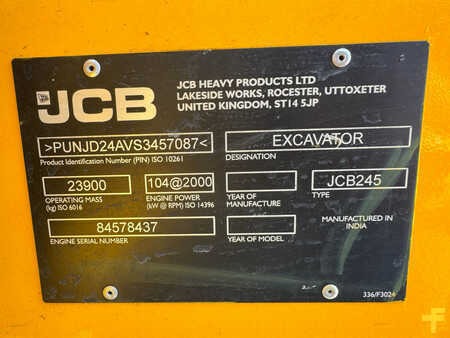 JCB
JCB HEAVY PRODUCTS LTD
LAKESIDE WORKS, ROCESTER, UTTOXETER
UNITED KINGDOM, ST14 5JP
>PUNJD24AVS3457087<
Product Identification Number (PIN) ISO 10261
EXCAVATOR
DESIGNATION
23900
OPERATING MASS
(kg) ISO 6016
104@2000
ENGINE POWER
(kW @ RPM) ISO 14396
YEAR OF
MANUFACTURE
JCB245
TYPE
84578437
ENGINE SERIAL NUMBER
YEAR OF MODEL
MANUFACTURED IN
INDIA
336/F3024